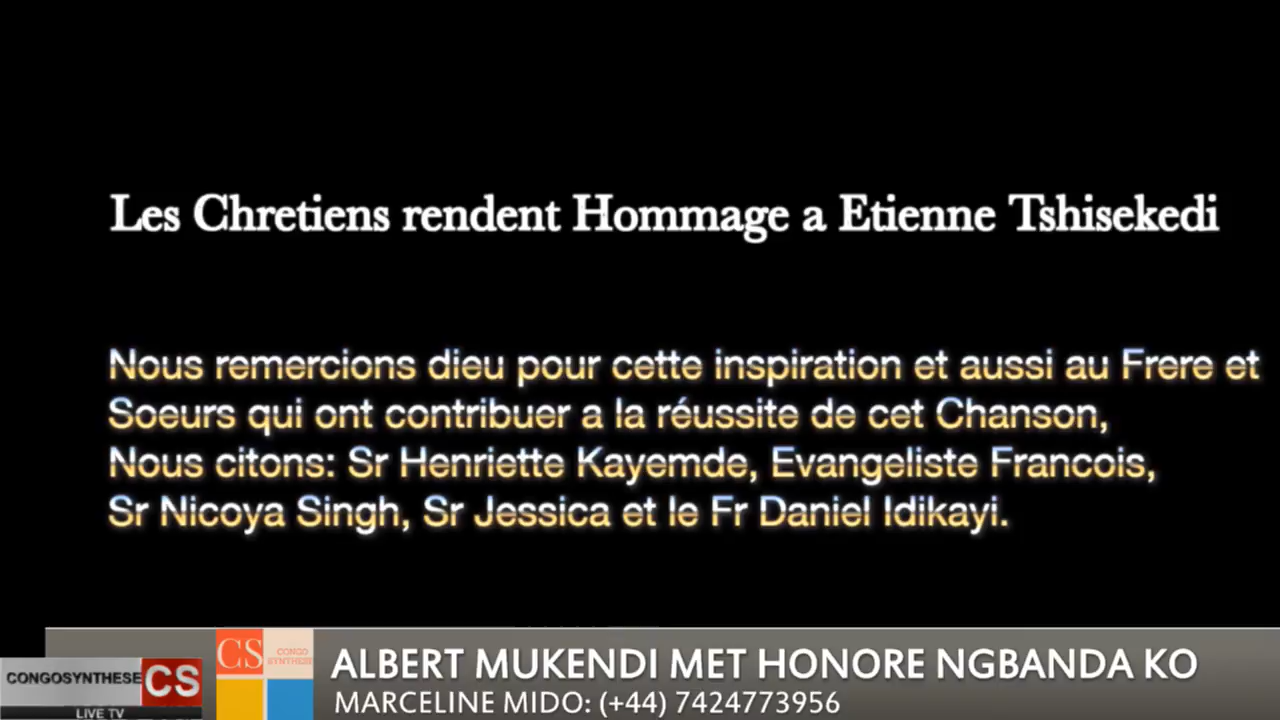 Les Chretiens rendent Hommage a Etienne Tshisekedi
Nous remercions dieu pour cette inspiration et aussi au Frere et
Soeurs qui ont contribuer a la réussite de cet Chanson,
Nous citons: Sr Henriette Kayemde, Evangeliste Francois,
Sr Nicoya Singh, Sr Jessica et le Fr Daniel Idikayi.
CS CONGO
SYNTHESE
ALBERT MUKENDI MET HONORE NGBANDA KO
MARCELINE MIDO: (+44) 7424773956
CONGOSYNTHESE CS
LIVE TV